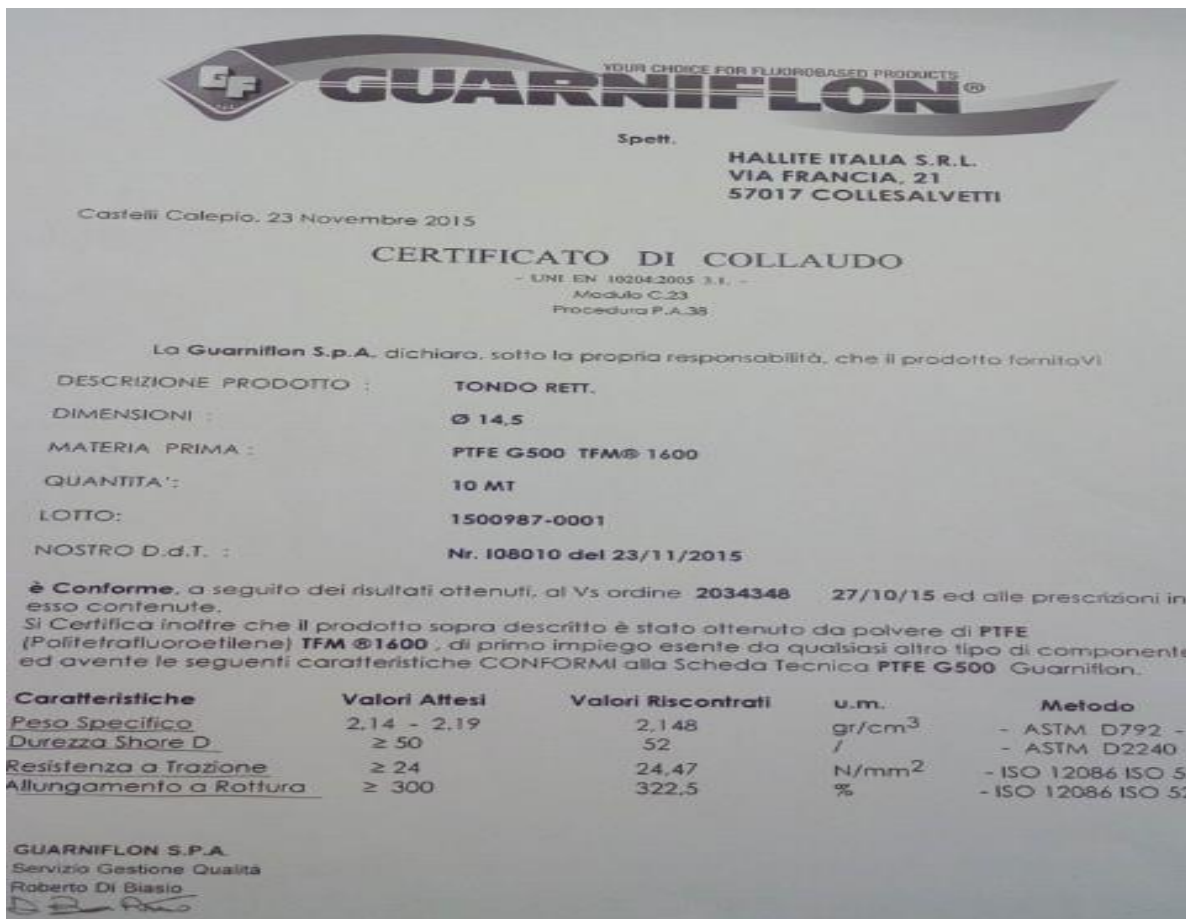 GF
YOUR CHOICE FOR FLUOROBASED PRODUCTS
GUARNIFLON®
Spett.
HALLITE ITALIA S.R.L.
VIA FRANCIA, 21
57017 COLLESALVETTI
Castelli Calepio, 23 Novembre 2015
CERTIFICATO DI COLLAUDO
- UNI EN 10204:2005 3.1. -
Modulo C.23
Procedura P.A.38
La Guarniflon S.p.A. dichiara, sotto la propria responsabilità, che il prodotto fornitoVi
DESCRIZIONE PRODOTTO : TONDO RETT.
DIMENSIONI : Ø 14,5
MATERIA PRIMA : PTFE G500 TFM® 1600
QUANTITA': 10 MT
LOTTO: 1500987-0001
NOSTRO D.d.T. : Nr. I08010 del 23/11/2015
è Conforme, a seguito dei risultati ottenuti, al Vs ordine 2034348 27/10/15 ed alle prescrizioni in
esso contenute.
Si Certifica inoltre che il prodotto sopra descritto è stato ottenuto da polvere di PTFE
(Politetrafluoroetilene) TFM ®1600 , di primo impiego esente da qualsiasi altro tipo di componente
ed avente le seguenti caratteristiche CONFORMI alla Scheda Tecnica PTFE G500 Guarniflon.
Caratteristiche Valori Attesi Valori Riscontrati u.m. Metodo
Peso Specifico 2,14 - 2,19 2,148 gr/cm3 - ASTM D792 -
Durezza Shore D ≥ 50 52 / - ASTM D2240
Resistenza a Trazione ≥ 24 24,47 N/mm2 - ISO 12086 ISO 5
Allungamento a Rottura ≥ 300 322,5 % - ISO 12086 ISO 52
GUARNIFLON S.P.A.
Servizio Gestione Qualità
Roberto Di Biasio